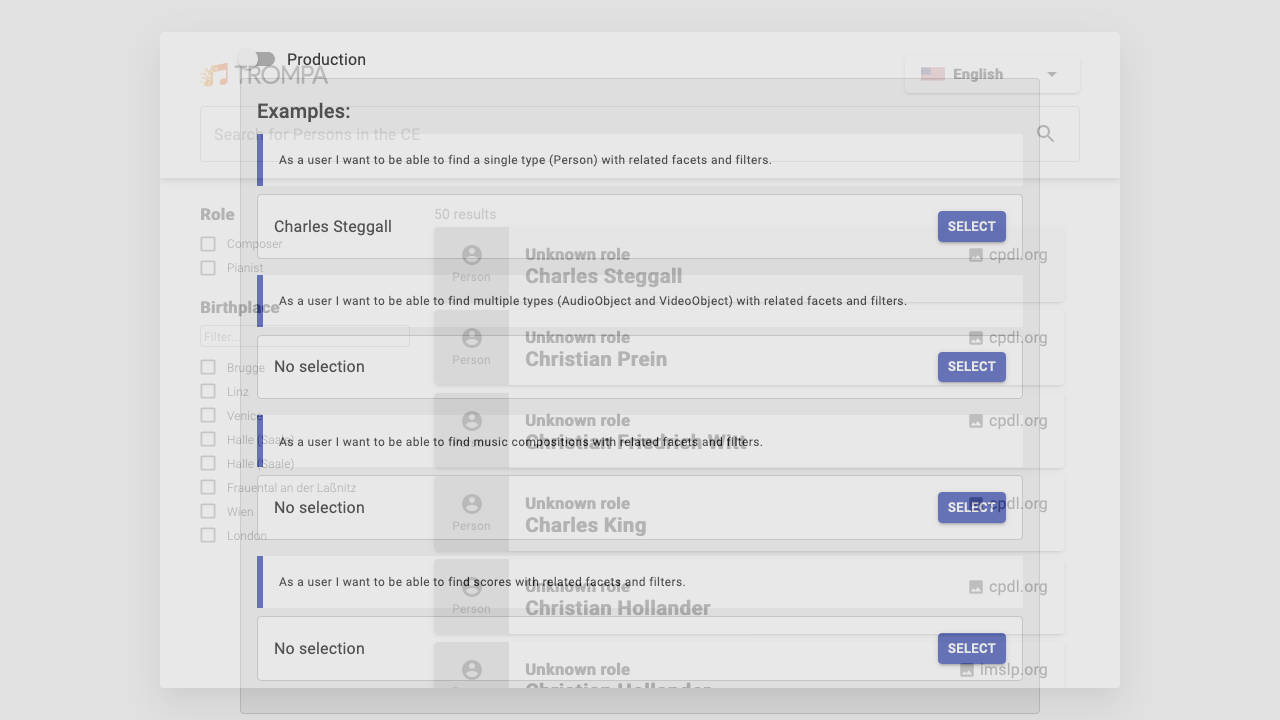 Production
TROMPA
English
Examples:
Search for Persons in the CE
As a user I want to be able to find a single type (Person) with related facets and filters.
Charles Steggall
SELECT
Role
Composer
Pianist
Birthplace
Filter...
Brugge
Linz
Venice
Halle (Saale)
Halle (Saale)
Frauental an der Laßnitz
Wien
London
50 results
Person
Unknown role
Charles Steggall
cpdl.org
As a user I want to be able to find multiple types (AudioObject and VideoObject) with related facets and filters.
No selection
SELECT
Person
Unknown role
Christian Prein
cpdl.org
Unknown role
Christian Friedrich Witt
cpdl.org
As a user I want to be able to find music compositions with related facets and filters.
No selection
SELECT
Person
Unknown role
Charles King
cpdl.org
As a user I want to be able to find scores with related facets and filters.
Person
Unknown role
Christian Hollander
cpdl.org
No selection
SELECT
Unknown role
Christian Hollander
imslp.org